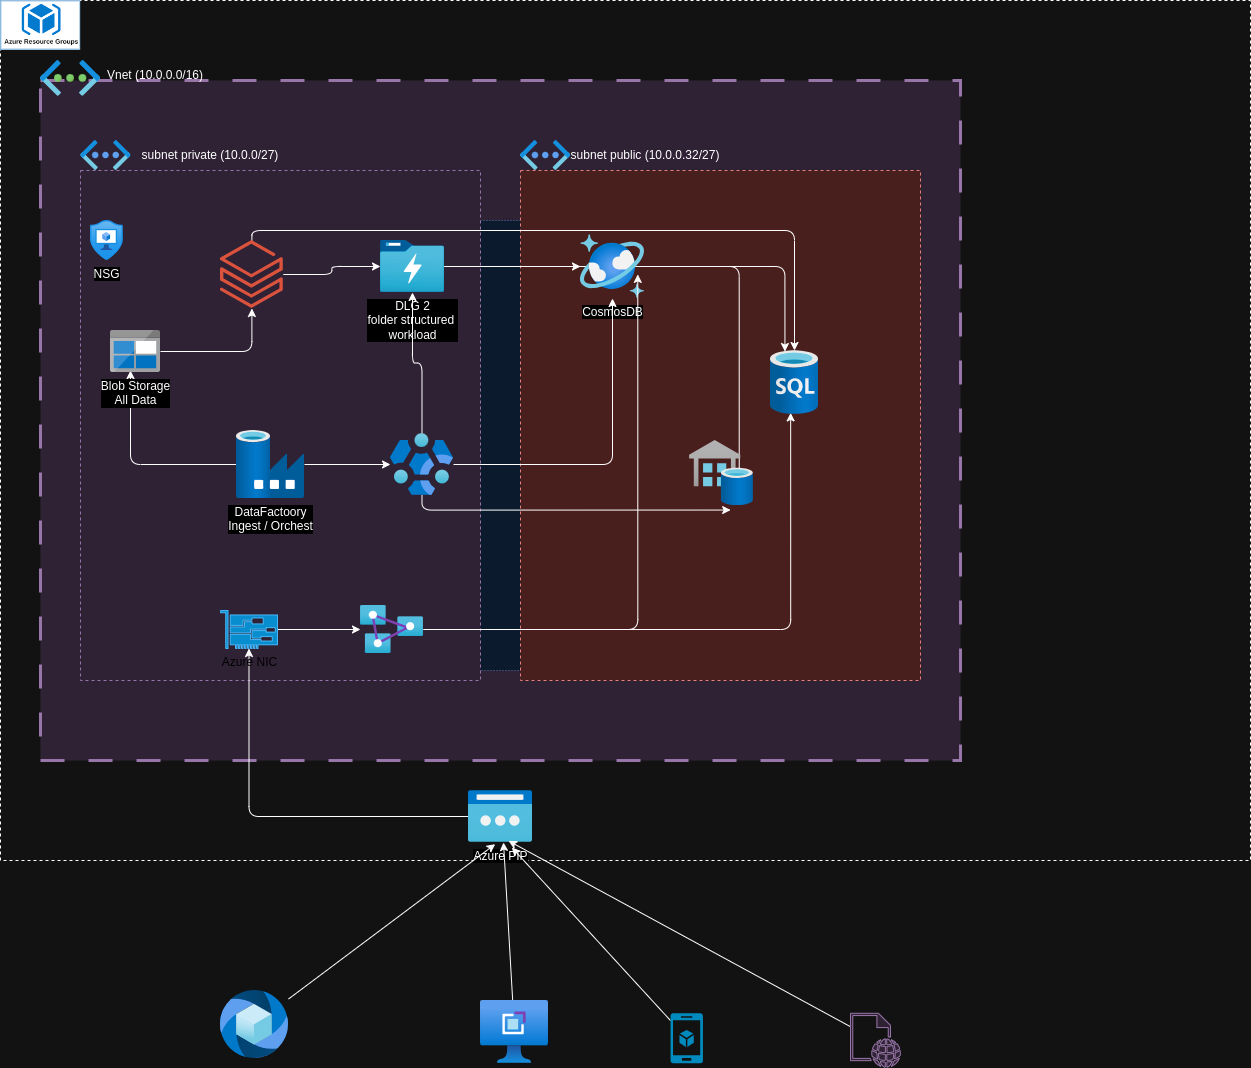 Azure Resource Groups
Vnet (10.0.0.0/16)
subnet private (10.0.0/27)
subnet public (10.0.0.32/27)
NSG
DLG 2
folder structured
workload
CosmosDB
Blob Storage
All Data
SQL
DataFactoory
Ingest / Orchest
Azure NIC
Azure PIP